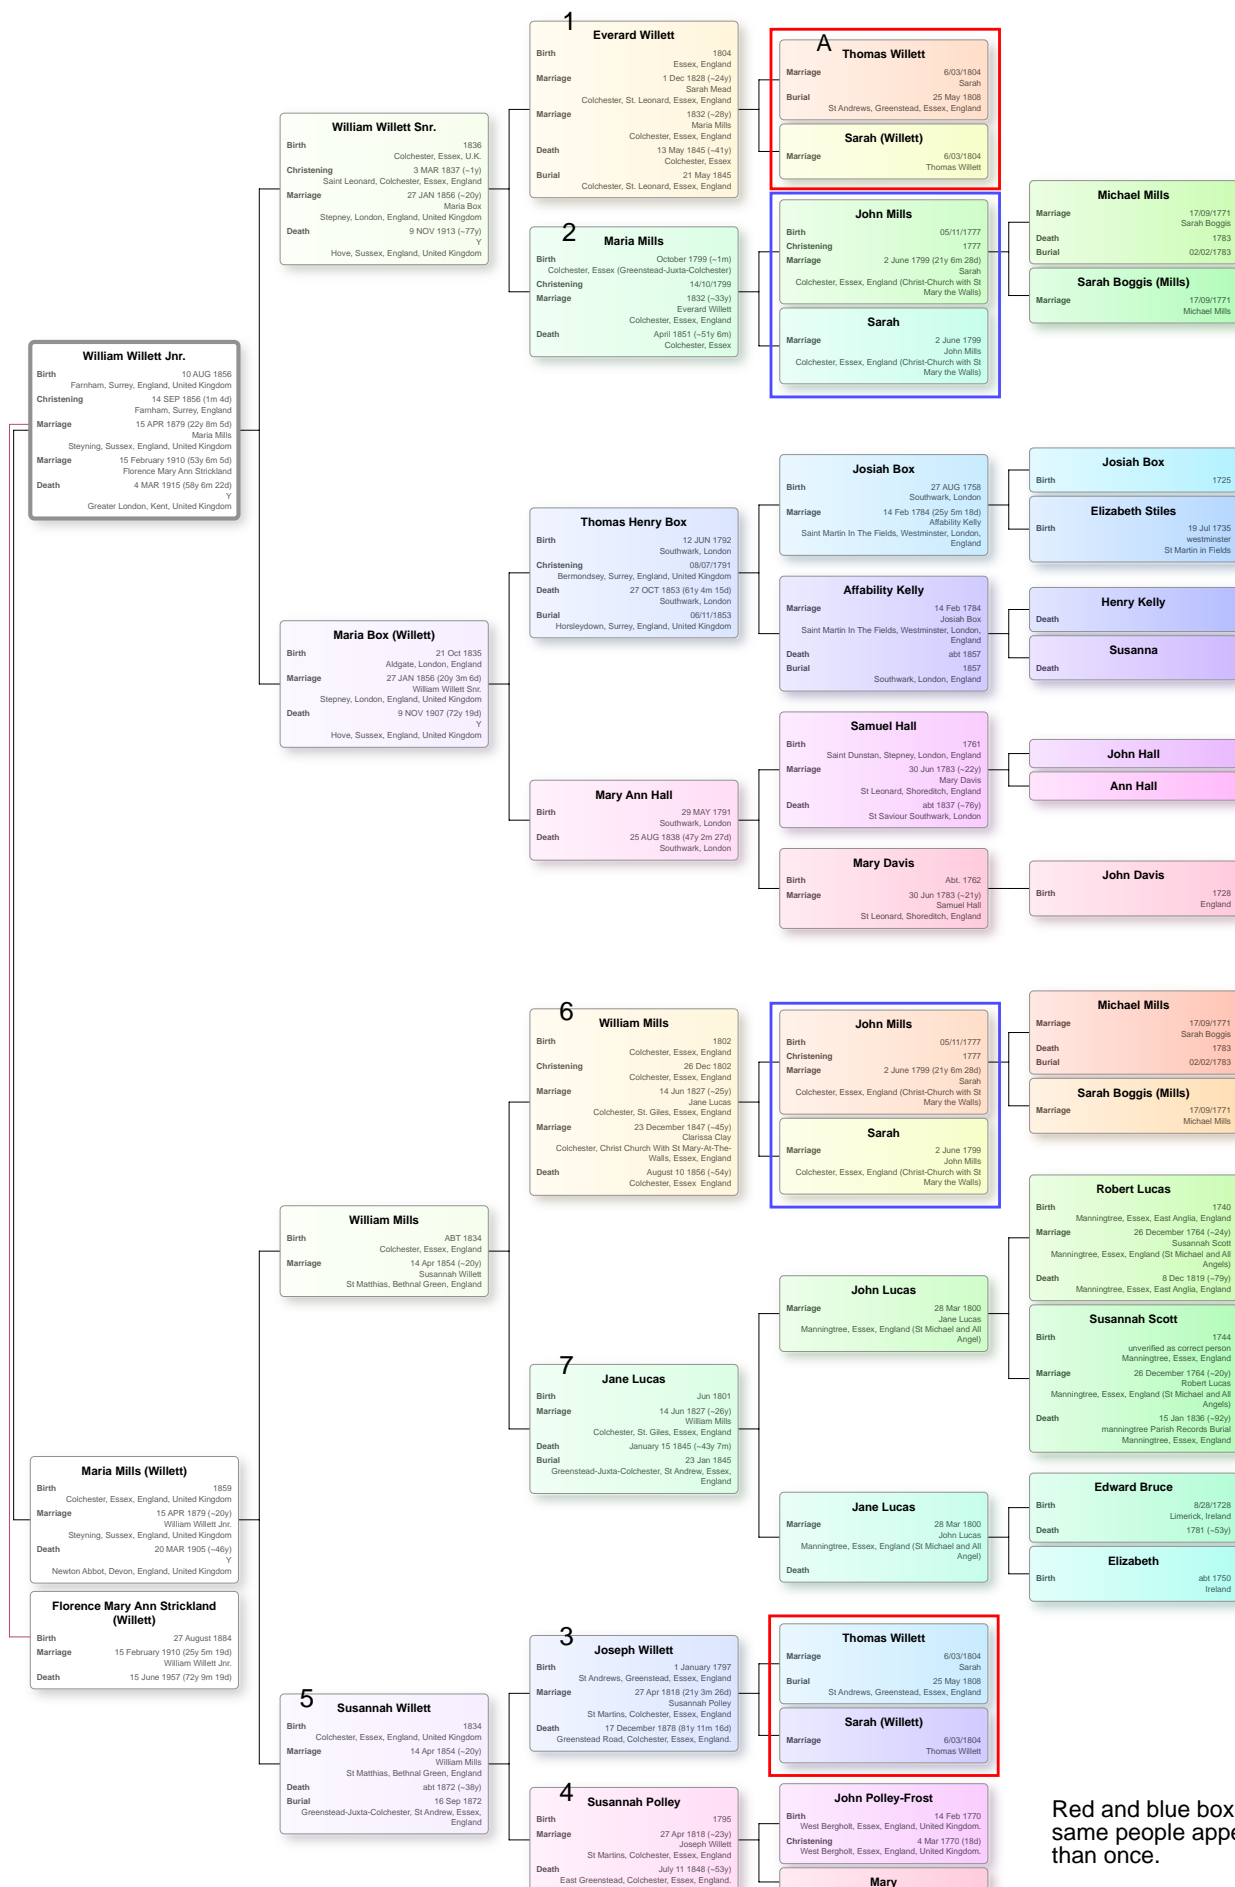 1
Everard Willett
Birth 1804
Essex, England
Marriage 1 Dec 1828 (~24y)
Sarah Mead
Colchester, St. Leonard, Essex, England
Marriage 1832 (~28y)
Maria Mills
Colchester, Essex, England
Death 13 May 1845 (~41y)
Colchester, Essex
Burial 21 May 1845
Colchester, St. Leonard, Essex, England
A
Thomas Willett
Marriage 6/03/1804
Sarah
Burial 25 May 1808
St Andrews, Greenstead, Essex, England
Sarah (Willett)
Marriage 6/03/1804
Thomas Willett
William Willett Snr.
Birth 1836
Colchester, Essex, U.K.
Christening 3 MAR 1837 (~1y)
Saint Leonard, Colchester, Essex, England
Marriage 27 JAN 1856 (~20y)
Maria Box
Stepney, London, England, United Kingdom
Death 9 NOV 1913 (~77y)
Y
Hove, Sussex, England, United Kingdom
2
Maria Mills
Birth October 1799 (~1m)
Colchester, Essex (Greenstead-Juxta-Colchester)
Christening 14/10/1799
Marriage 1832 (~33y)
Everard Willett
Colchester, Essex, England
Death April 1851 (~51y 6m)
Colchester, Essex
John Mills
Birth 05/11/1777
Christening 1777
Marriage 2 June 1799 (21y 6m 28d)
Sarah
Colchester, Essex, England (Christ-Church with St
Mary the Walls)
Sarah
Marriage 2 June 1799
John Mills
Colchester, Essex, England (Christ-Church with St
Mary the Walls)
Michael Mills
Marriage 17/09/1771
Sarah Boggis
Death 1783
Burial 02/02/1783
Sarah Boggis (Mills)
Marriage 17/09/1771
Michael Mills
William Willett Jnr.
Birth 10 AUG 1856
Farnham, Surrey, England, United Kingdom
Christening 14 SEP 1856 (1m 4d)
Farnham, Surrey, England
Marriage 15 APR 1879 (22y 8m 5d)
Maria Mills
Steyning, Sussex, England, United Kingdom
Marriage 15 February 1910 (53y 6m 5d)
Florence Mary Ann Strickland
Death 4 MAR 1915 (58y 6m 22d)
Y
Greater London, Kent, United Kingdom
Thomas Henry Box
Birth 12 JUN 1792
Southwark, London
Christening 08/07/1791
Bermondsey, Surrey, England, United Kingdom
Death 27 OCT 1853 (61y 4m 15d)
Southwark, London
Burial 06/11/1853
Horsleydown, Surrey, England, United Kingdom
Josiah Box
Birth 27 AUG 1758
Southwark, London
Marriage 14 Feb 1784 (25y 5m 18d)
Affability Kelly
Saint Martin In The Fields, Westminster, London,
England
Affability Kelly
Marriage 14 Feb 1784
Josiah Box
Saint Martin In The Fields, Westminster, London,
England
Death abt 1857
Burial 1857
Southwark, London, England
Josiah Box
Birth 1725
Elizabeth Stiles
Birth 19 Jul 1735
westminster
St Martin in Fields
Henry Kelly
Death
Susanna
Death
Maria Box (Willett)
Birth 21 Oct 1835
Aldgate, London, England
Marriage 27 JAN 1856 (20y 3m 6d)
William Willett Snr.
Stepney, London, England, United Kingdom
Death 9 NOV 1907 (72y 19d)
Y
Hove, Sussex, England, United Kingdom
Mary Ann Hall
Birth 29 MAY 1791
Southwark, London
Death 25 AUG 1838 (47y 2m 27d)
Southwark, London
Samuel Hall
Birth 1761
Saint Dunstan, Stepney, London, England
Marriage 30 Jun 1783 (~22y)
Mary Davis
St Leonard, Shoreditch, England
Death abt 1837 (~76y)
St Saviour Southwark, London
Mary Davis
Birth Abt. 1762
Marriage 30 Jun 1783 (~21y)
Samuel Hall
St Leonard, Shoreditch, England
John Hall
Ann Hall
John Davis
Birth 1728
England
6
William Mills
Birth 1802
Colchester, Essex, England
Christening 26 Dec 1802
Colchester, Essex, England
Marriage 14 Jun 1827 (~25y)
Jane Lucas
Colchester, St. Giles, Essex, England
Marriage 23 December 1847 (~45y)
Clarissa Clay
Colchester, Christ Church With St Mary-At-The-
Walls, Essex, England
Death August 10 1856 (~54y)
Colchester, Essex England
John Mills
Birth 05/11/1777
Christening 1777
Marriage 2 June 1799 (21y 6m 28d)
Sarah
Colchester, Essex, England (Christ-Church with St
Mary the Walls)
Sarah
Marriage 2 June 1799
John Mills
Colchester, Essex, England (Christ-Church with St
Mary the Walls)
Michael Mills
Marriage 17/09/1771
Sarah Boggis
Death 1783
Burial 02/02/1783
Sarah Boggis (Mills)
Marriage 17/09/1771
Michael Mills
William Mills
Birth ABT 1834
Colchester, Essex, England
Marriage 14 Apr 1854 (~20y)
Susannah Willett
St Matthias, Bethnal Green, England
7
Jane Lucas
Birth Jun 1801
Marriage 14 Jun 1827 (~26y)
William Mills
Colchester, St. Giles, Essex, England
Death January 15 1845 (~43y 7m)
Burial 23 Jan 1845
Greenstead-Juxta-Colchester, St Andrew, Essex,
England
John Lucas
Marriage 28 Mar 1800
Jane Lucas
Manningtree, Essex, England (St Michael and All
Angel)
Jane Lucas
Marriage 28 Mar 1800
John Lucas
Manningtree, Essex, England (St Michael and All
Angel)
Death
Robert Lucas
Birth 1740
Manningtree, Essex, East Anglia, England
Marriage 26 December 1764 (~24y)
Susannah Scott
Manningtree, Essex, England (St Michael and All
Angels)
Death 8 Dec 1819 (~79y)
Manningtree, Essex, East Anglia, England
Susannah Scott
Birth 1744
unverified as correct person
Manningtree, Essex, England
Marriage 26 December 1764 (~20y)
Robert Lucas
Manningtree, Essex, England (St Michael and All
Angels)
Death 15 Jan 1836 (~92y)
manningtree Parish Records Burial
Manningtree, Essex, England
Edward Bruce
Birth 8/28/1728
Limerick, Ireland
Death 1781 (~53y)
Elizabeth
Birth abt 1750
Ireland
Maria Mills (Willett)
Birth 1859
Colchester, Essex, England, United Kingdom
Marriage 15 APR 1879 (~20y)
William Willett Jnr.
Steyning, Sussex, England, United Kingdom
Death 20 MAR 1905 (~46y)
Y
Newton Abbot, Devon, England, United Kingdom
Florence Mary Ann Strickland
(Willett)
Birth 27 August 1884
Marriage 15 February 1910 (25y 5m 19d)
William Willett Jnr.
Death 15 June 1957 (72y 9m 19d)
5
Susannah Willett
Birth 1834
Colchester, Essex, England, United Kingdom
Marriage 14 Apr 1854 (~20y)
William Mills
St Matthias, Bethnal Green, England
Death abt 1872 (~38y)
Burial 16 Sep 1872
Greenstead-Juxta-Colchester, St Andrew, Essex,
England
3
Joseph Willett
Birth 1 January 1797
St Andrews, Greenstead, Essex, England
Marriage 27 Apr 1818 (21y 3m 26d)
Susannah Polley
St Martins, Colchester, Essex, England
Death 17 December 1878 (81y 11m 16d)
Greenstead Road, Colchester, Essex, England.
Thomas Willett
Marriage 6/03/1804
Sarah
Burial 25 May 1808
St Andrews, Greenstead, Essex, England
Sarah (Willett)
Marriage 6/03/1804
Thomas Willett
4
Susannah Polley
Birth 1795
Marriage 27 Apr 1818 (~23y)
Joseph Willett
St Martins, Colchester, Essex, England
Death July 11 1848 (~53y)
East Greenstead, Colchester, Essex, England.
John Polley-Frost
Birth 14 Feb 1770
West Bergholt, Essex, England, United Kingdom.
Christening 4 Mar 1770 (18d)
West Bergholt, Essex, England, United Kingdom.
Mary
Red and blue box
same people appe
than once.